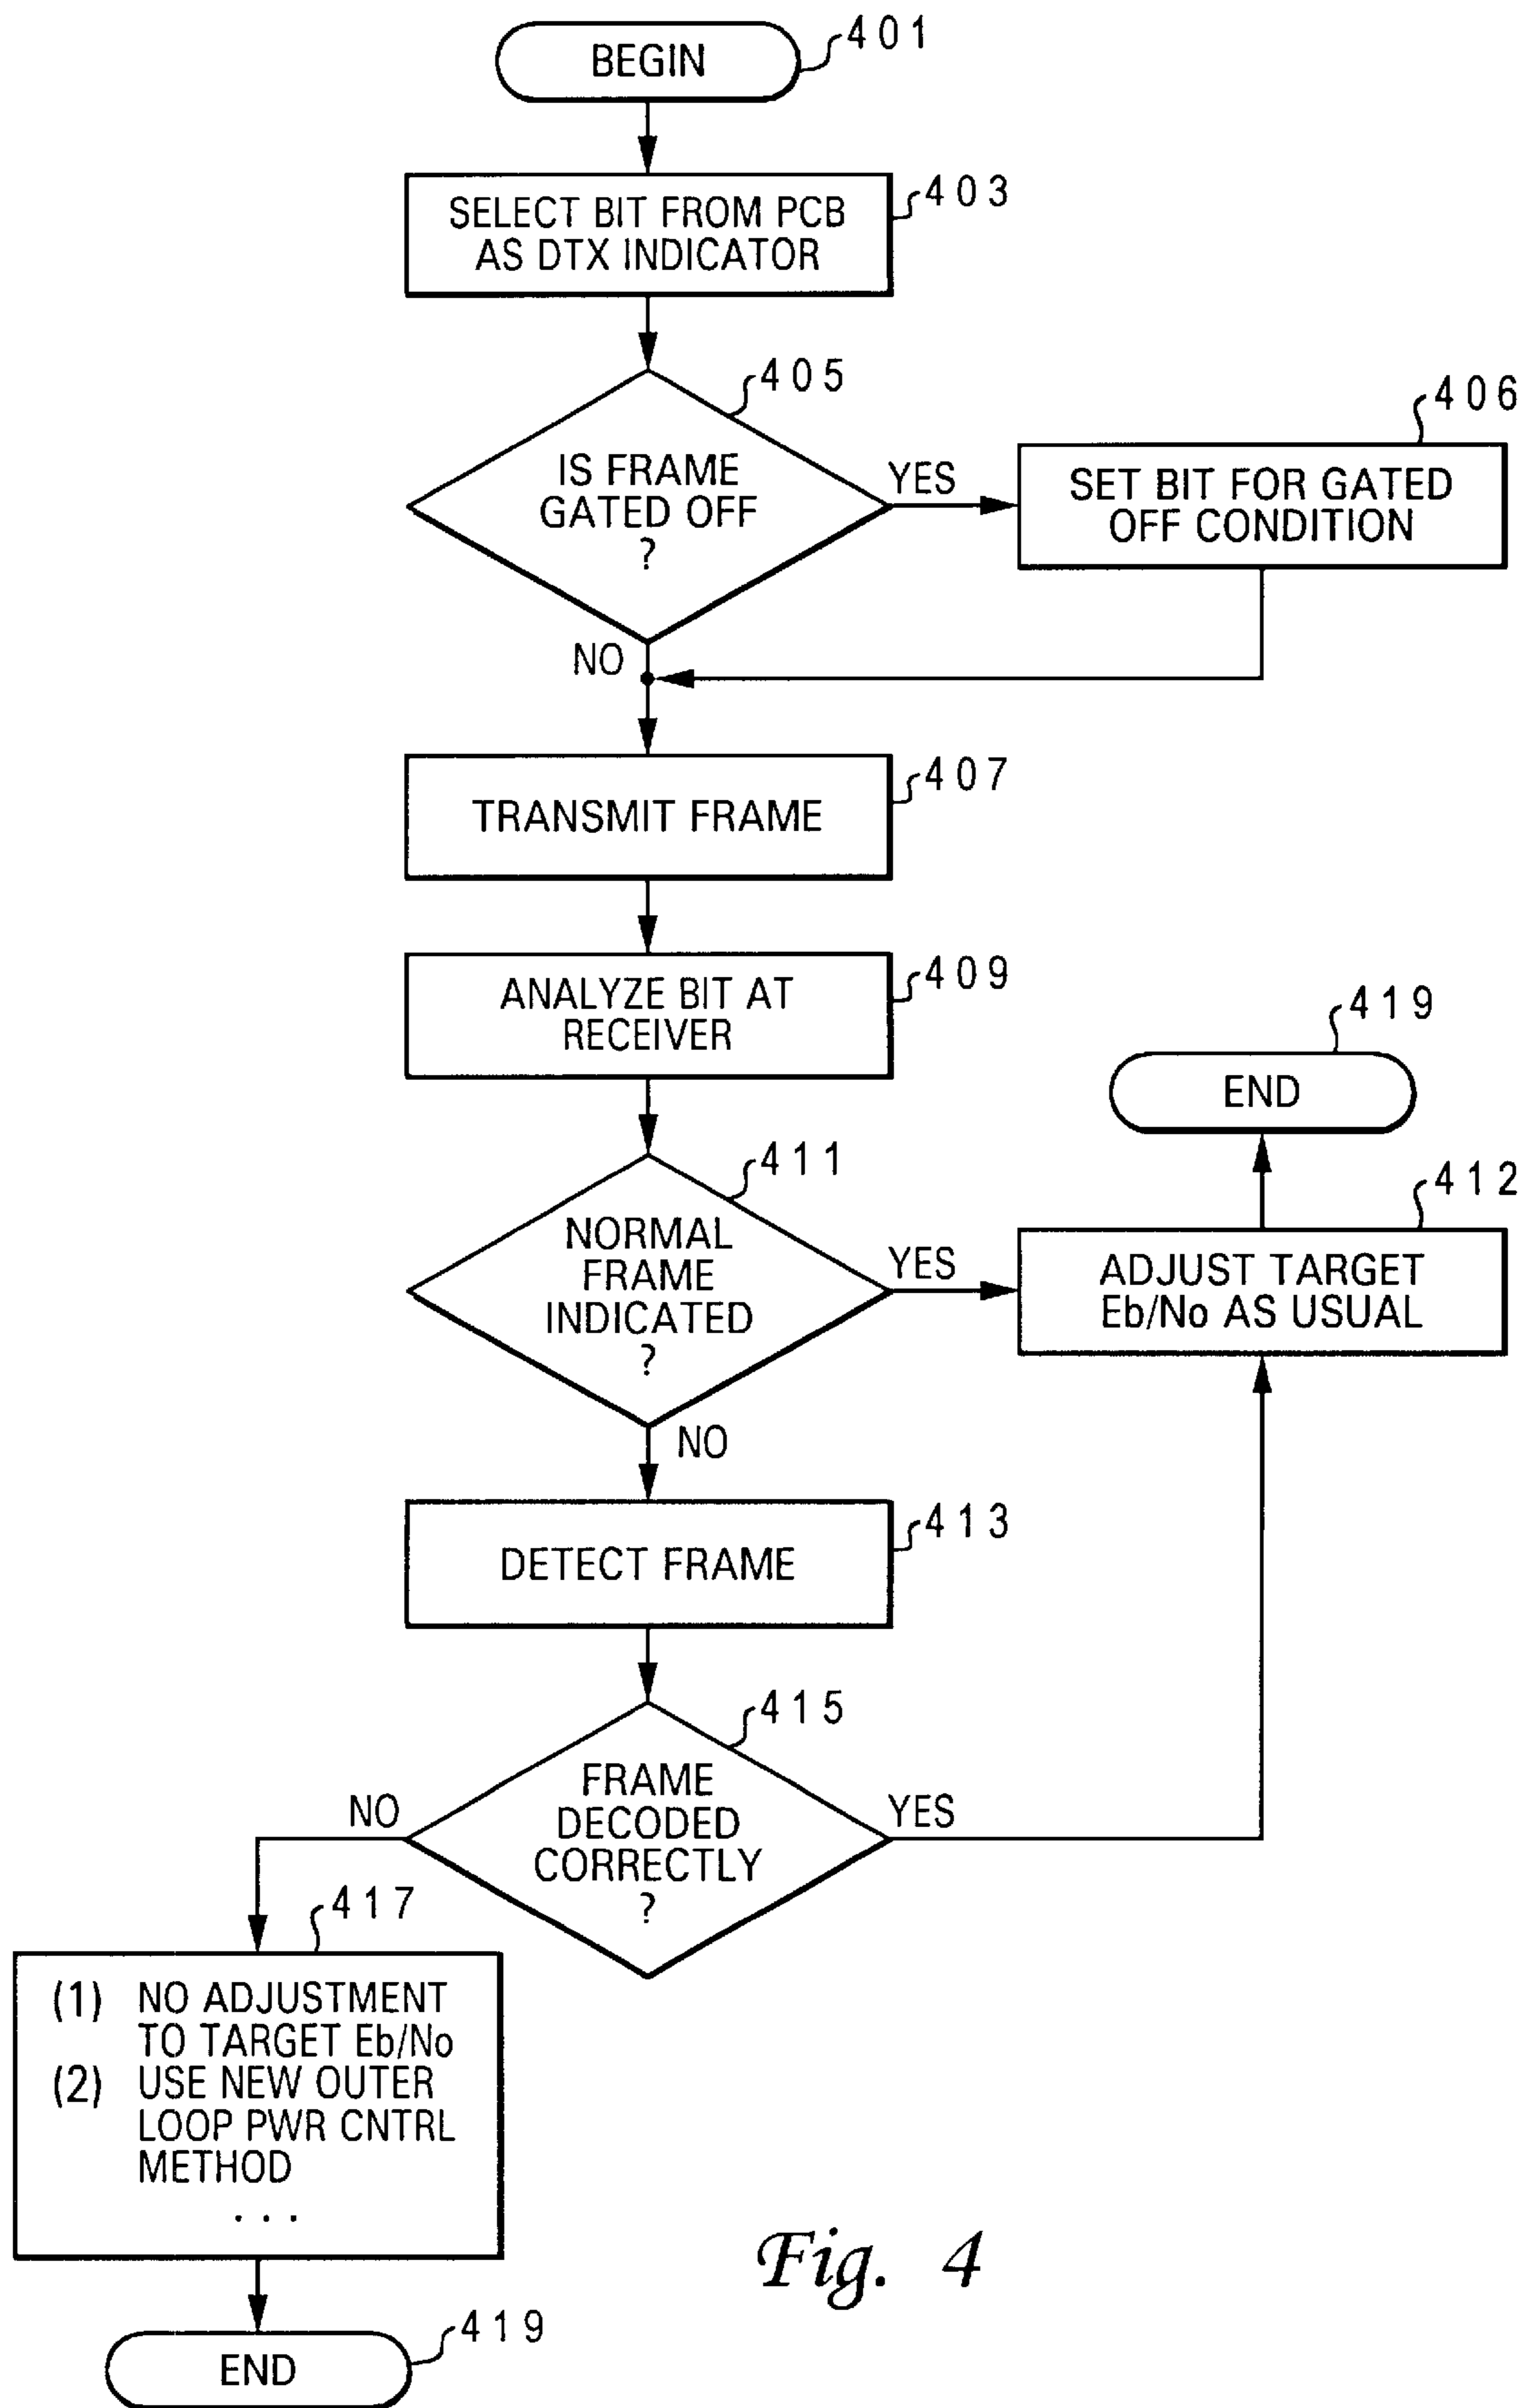 BEGIN
401
SELECT BIT FROM PCB
AS DTX INDICATOR
403
405
IS FRAME
GATED OFF
?
YES
NO
406
SET BIT FOR GATED
OFF CONDITION
TRANSMIT FRAME
407
ANALYZE BIT AT
RECEIVER
409
419
END
411
NORMAL
FRAME
INDICATED
?
YES
NO
412
ADJUST TARGET
Eb/No AS USUAL
DETECT FRAME
413
415
FRAME
DECODED
CORRECTLY
?
NO
YES
417
(1) NO ADJUSTMENT
TO TARGET Eb/No
(2) USE NEW OUTER
LOOP PWR CNTRL
METHOD
. . .
END
419
Fig. 4